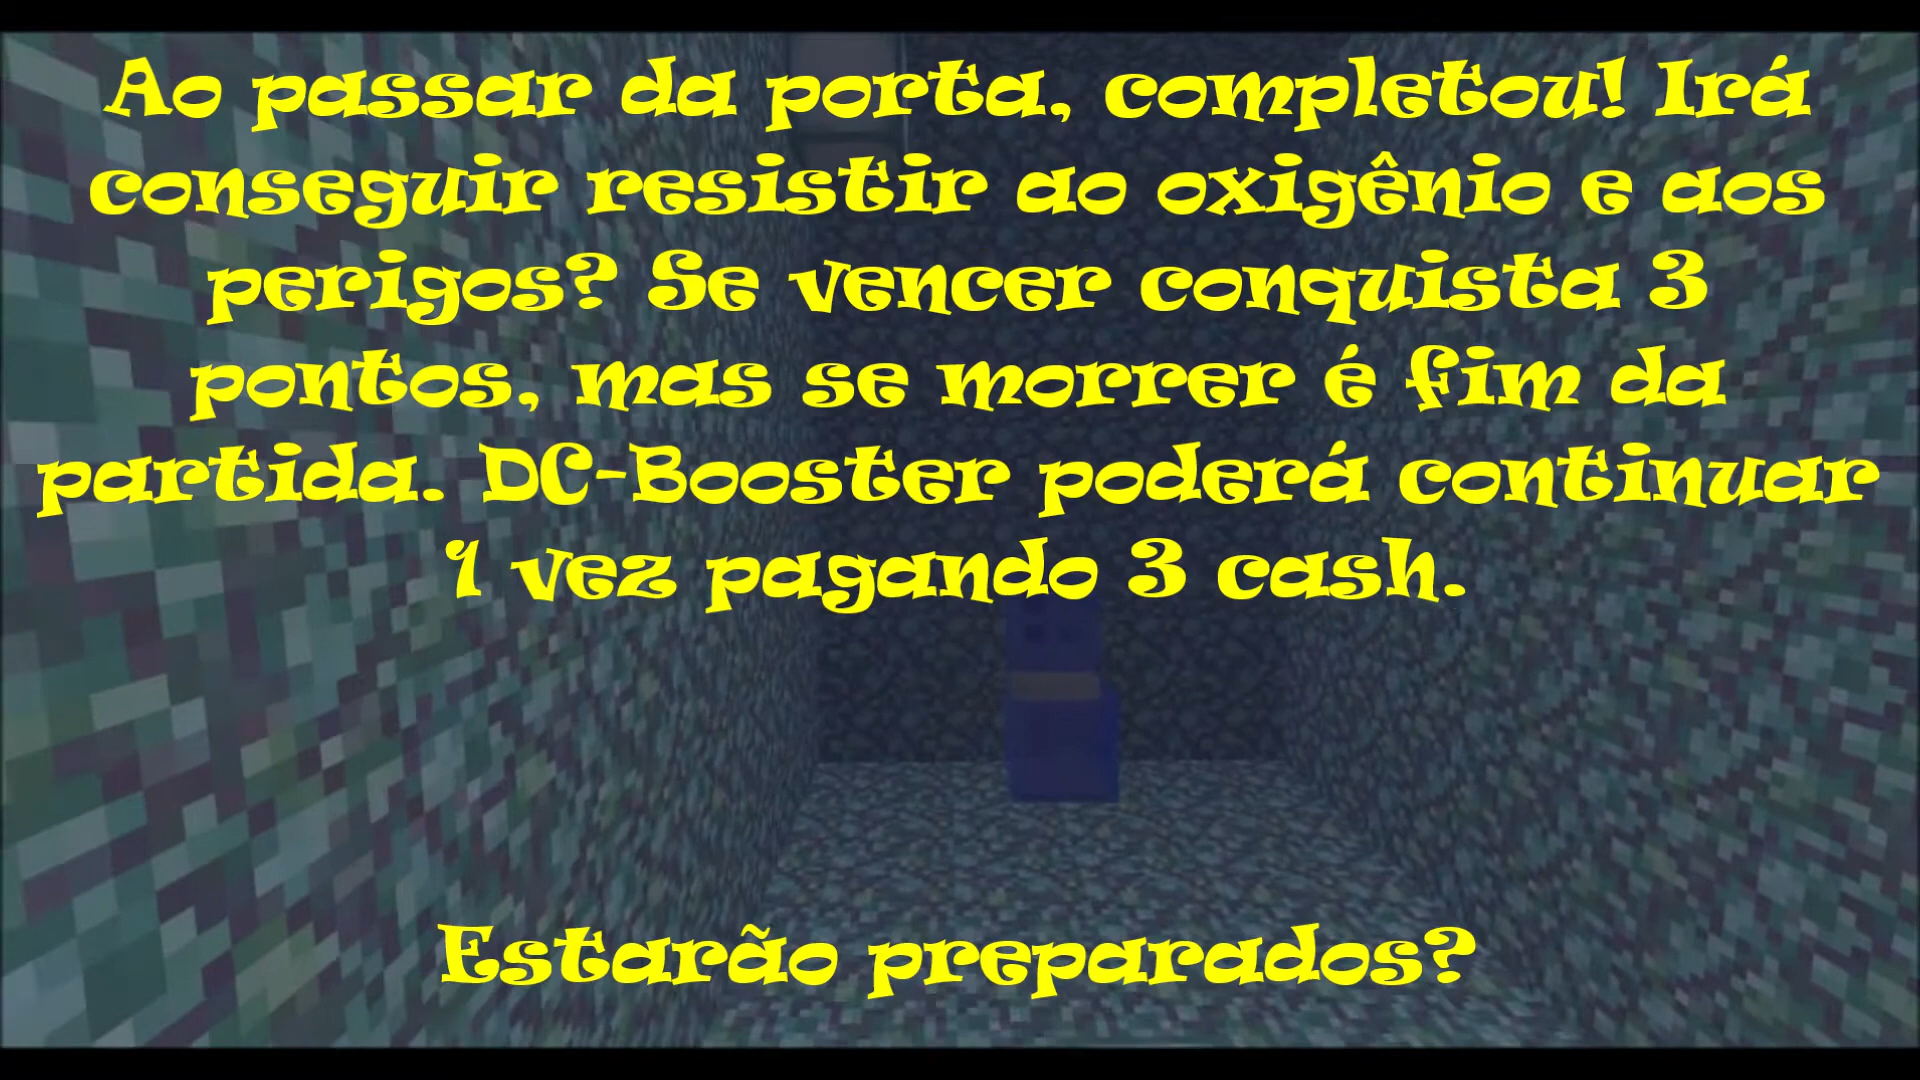 Ao passar da porta, completou! Irá
conseguir resistir ao oxigênio e aos
perigos? Se vencer conquista 3
pontos, mas se morrer é fim da
partida. DC-Booster poderá continuar
1 vez pagando 3 cash.
Estarão preparados?